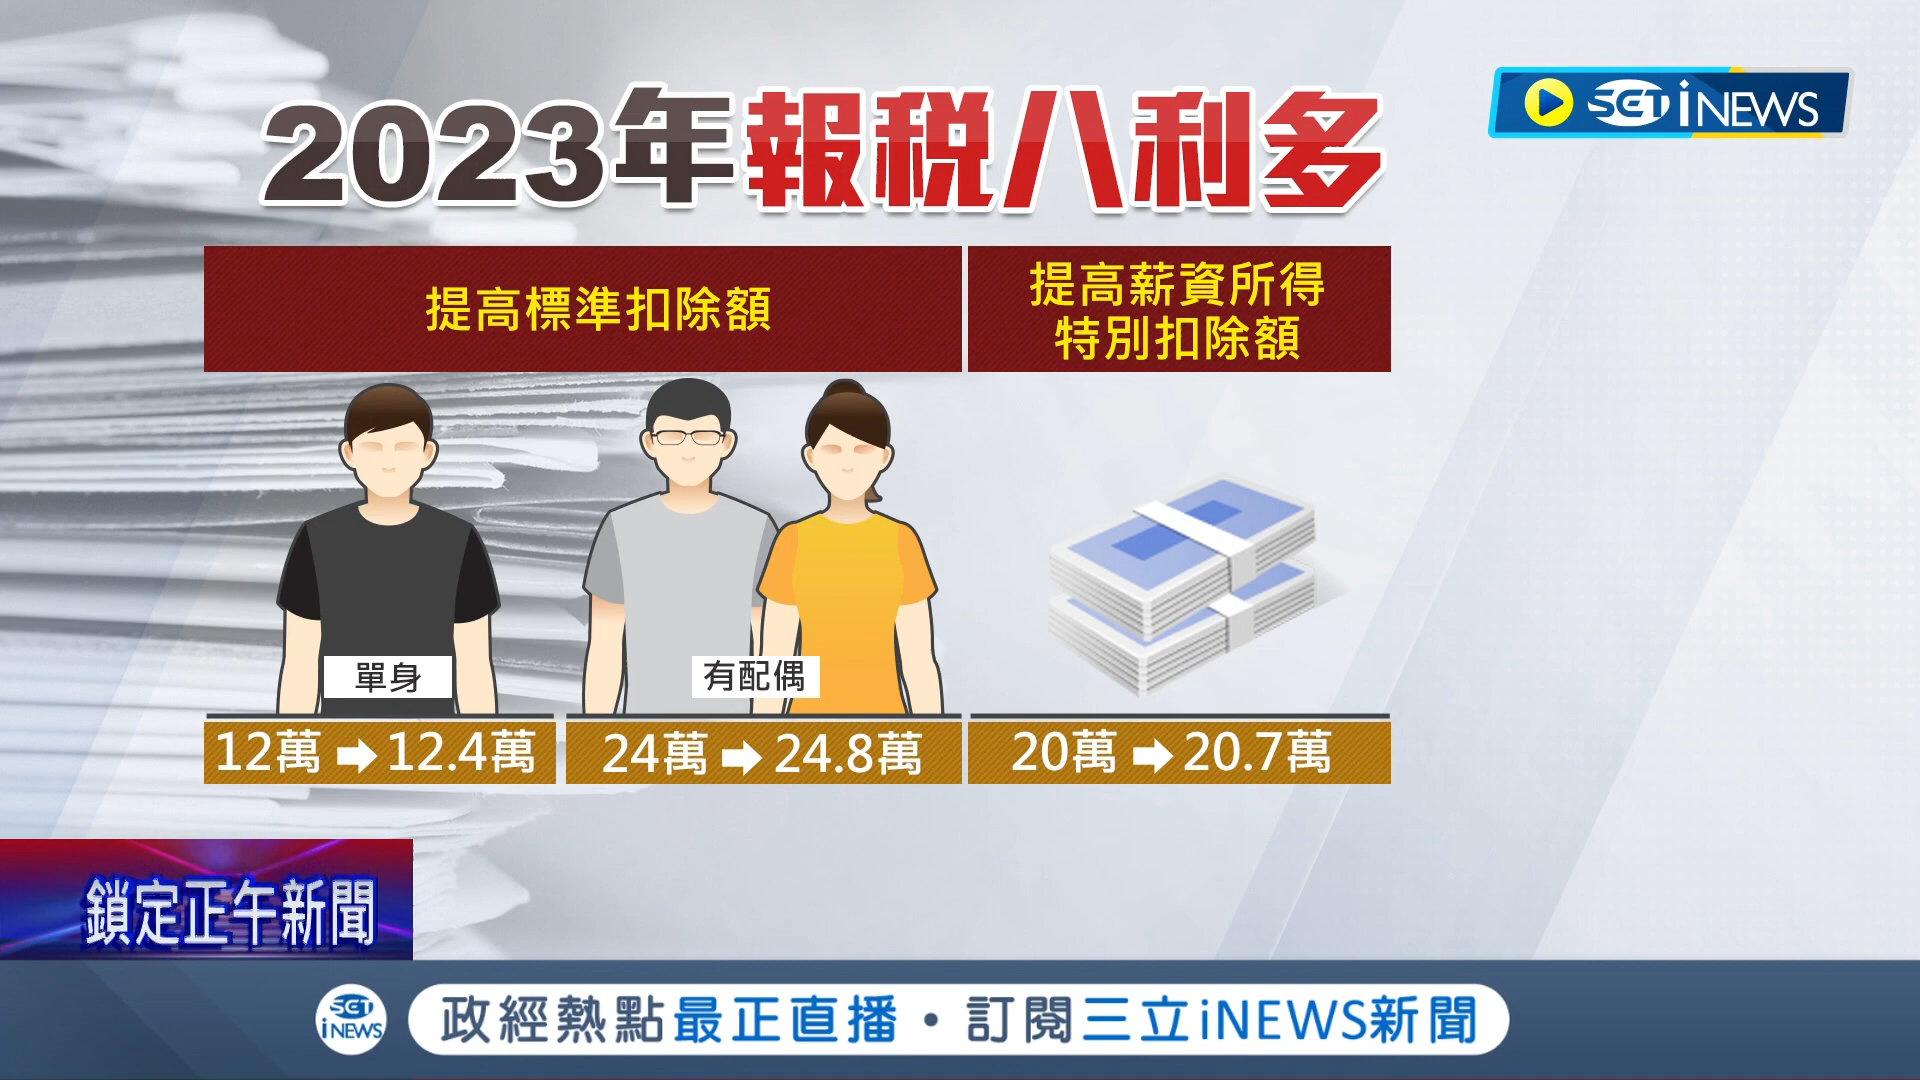 2023年報稅八利多
SET iNEWS
提高標準扣除額
提高薪資所得
特別扣除額
單身
有配偶
12萬➡12.4萬
24萬➡24.8萬
20萬➡20.7萬
鎖定正午新聞
SET iNEWS
政經熱點最正直播・訂閱三立iNEWS新聞